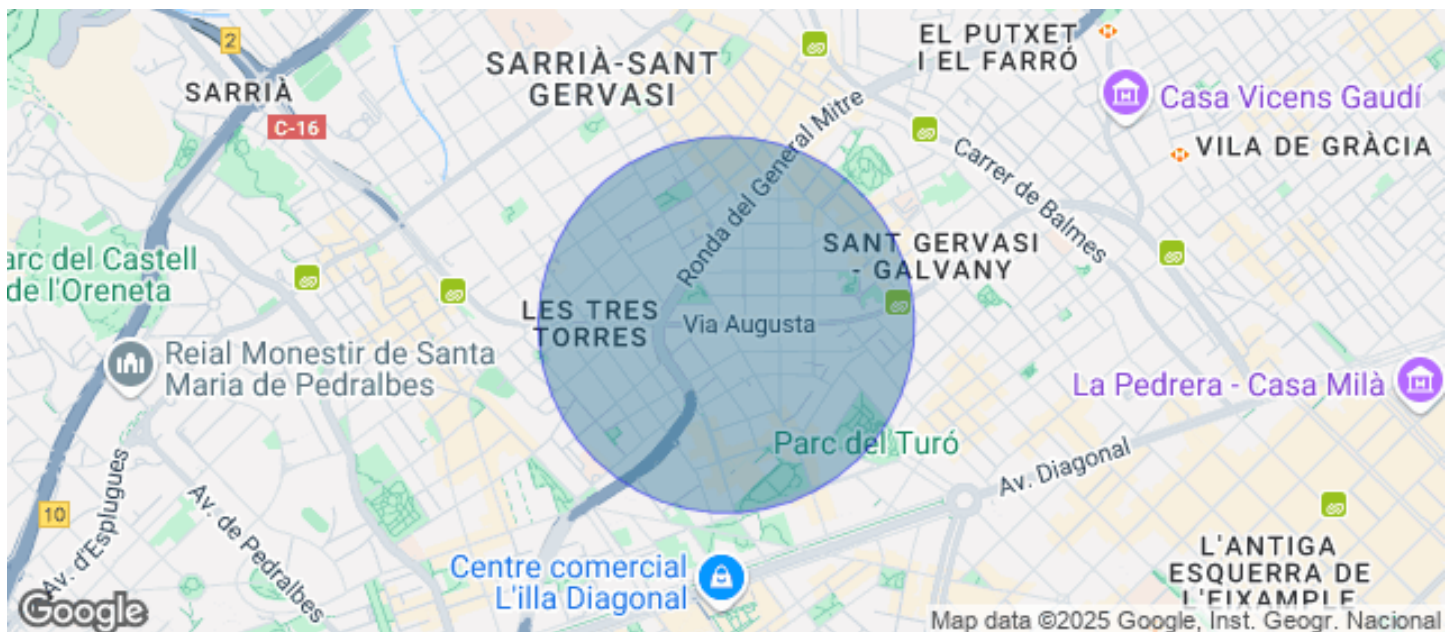 EL PUTXET
I EL FARRÓ
2
SARRIÀ-SANT
GERVASI
SARRIÀ
Casa Vicens Gaudí
C-16
Ronda del General Mitre
Carrer de Balmes
VILA DE GRÀCIA
SANT GERVASI
- GALVANY
arc del Castell
de l'Oreneta
LES TRES
TORRES
Via Augusta
Reial Monestir de Santa
Maria de Pedralbes
La Pedrera - Casa Milà
Parc del Turó
Av. Diagonal
10
Av. d'Esplugues
Av. de Pedralbes
Centre comercial
L'illa Diagonal
L'ANTIGA
ESQUERRA DE
L'EIXAMPLE
Google
Map data ©2025 Google, Inst. Geogr. Nacional